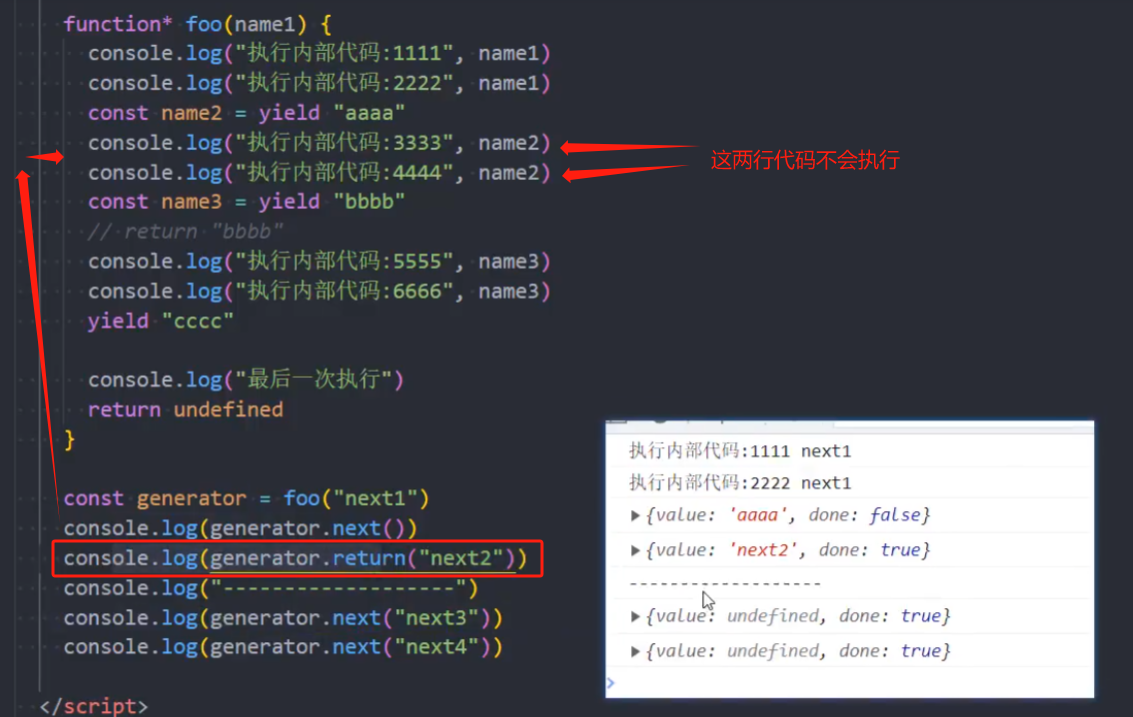 function* foo(name1) {
console.log("执行内部代码:1111", name1)
console.log("执行内部代码:2222", name1)
const name2 = yield "aaaa"
console.log("执行内部代码:3333", name2)
console.log("执行内部代码:4444", name2)
这两行代码不会执行
const name3 = yield "bbbb"
// return "bbbb"
console.log("执行内部代码:5555", name3)
console.log("执行内部代码:6666", name3)
yield "cccc"
console.log("最后一次执行")
return undefined
}
const generator = foo("next1")
console.log(generator.next())
console.log(generator.return("next2"))
console.log("-------------------")
console.log(generator.next("next3"))
console.log(generator.next("next4"))
</script>
执行内部代码:1111 next1
执行内部代码:2222 next1
▶{value: 'aaaa', done: false}
▶{value: 'next2', done: true}
-------------------
▶{value: undefined, done: true}
▶{value: undefined, done: true}
>